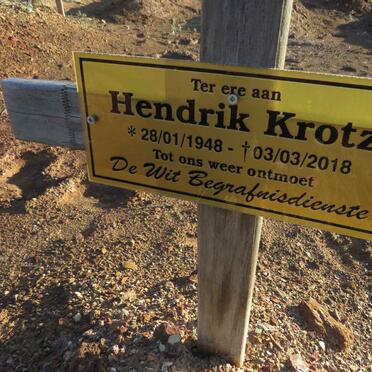 Ter ere aan
Hendrik Krotz
* 28/01/1948 - † 03/03/2018
Tot ons weer ontmoet
De Wit Begrafnisdienste